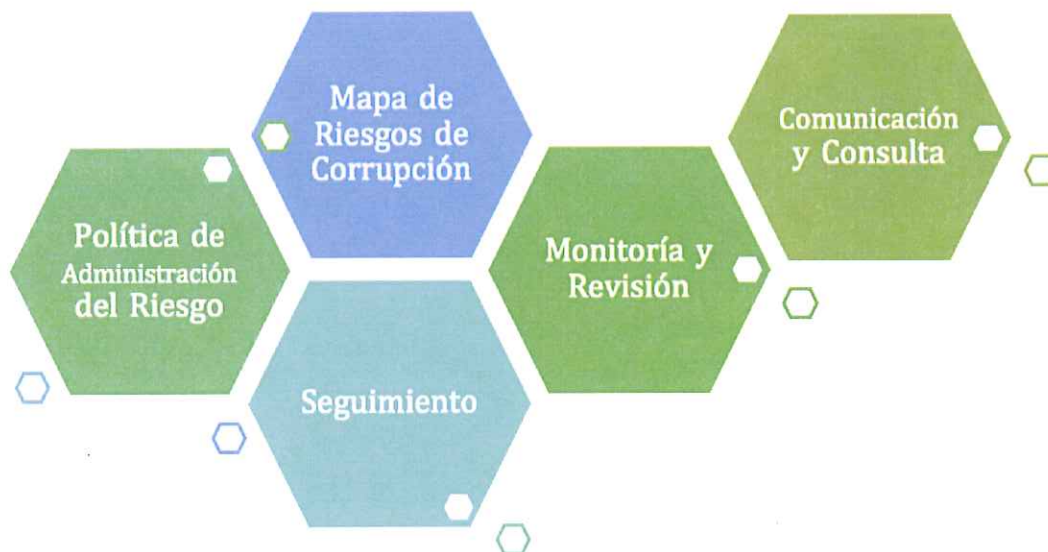 Mapa de
Riesgos de
Corrupción
Comunicación
y Consulta
Política de
Administración
del Riesgo
Monitoría y
Revisión
Seguimiento